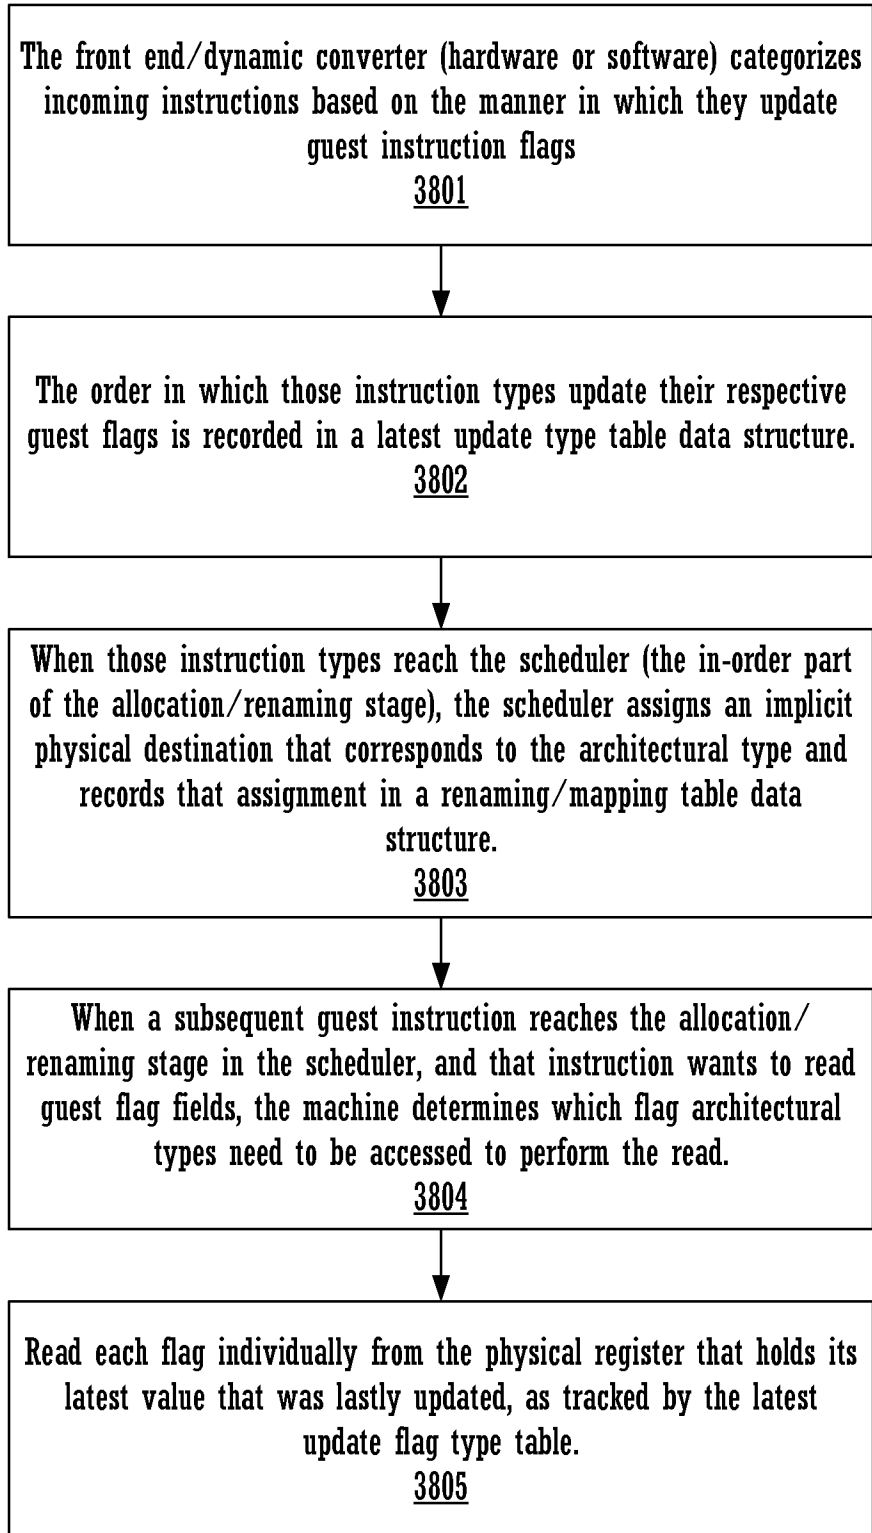 The front end/dynamic converter (hardware or software) categorizes
incoming instructions based on the manner in which they update
guest instruction flags
3801
The order in which those instruction types update their respective
guest flags is recorded in a latest update type table data structure.
3802
When those instruction types reach the scheduler (the in-order part
of the allocation/renaming stage), the scheduler assigns an implicit
physical destination that corresponds to the architectural type and
records that assignment in a renaming/mapping table data
structure.
3803
When a subsequent guest instruction reaches the allocation/
renaming stage in the scheduler, and that instruction wants to read
guest flag fields, the machine determines which flag architectural
types need to be accessed to perform the read.
3804
Read each flag individually from the physical register that holds its
latest value that was lastly updated, as tracked by the latest
update flag type table.
3805